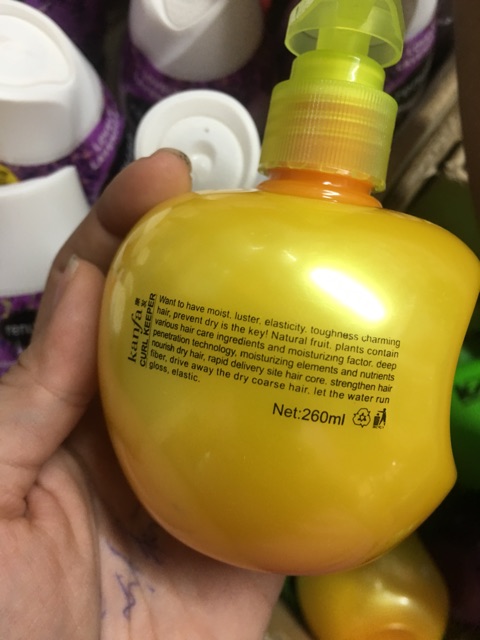 kanfa
CURL KEEPER
Want to have moist, luster, elasticity, toughness charming
hair, prevent dry is the key! Natural fruit, plants contain
various hair care ingredients and moisturizing factor, deep
penetration technology, moisturizing elements and nutrients
nourish dry hair, rapid delivery site hair core, strengthen hair
fiber, drive away the dry coarse hair, let the water run
gloss, elastic.
Net:260ml